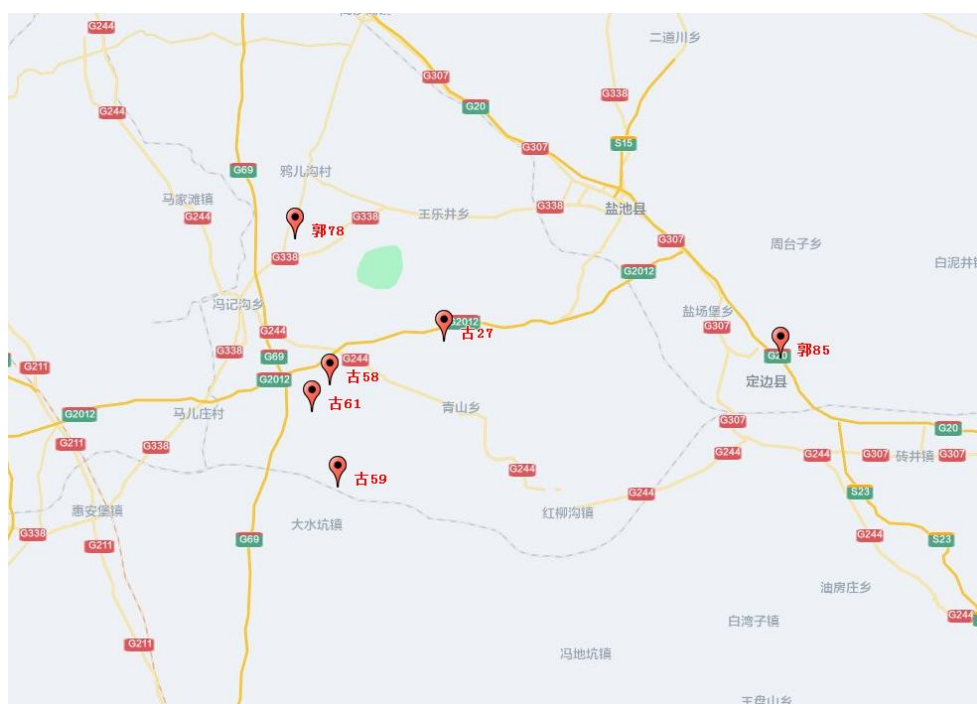 G244
G307
二道川乡
G338
G20
G244
G307
S15
G69
鸦儿沟村
马家滩镇
G244
王乐井乡
G338
G338
盐池县
郭78
G307
周台子乡
G338
G2012
白泥井镇
冯记沟乡
盐场堡乡
G2012
G307
古27
郭85
G20
G338
G69
G244
G211
古58
G2012
定边县
古61
马儿庄村
青山乡
G2012
G307
G20
G211
G338
G244
G307
砖井镇
G307
古59
G244
G244
S23
惠安堡镇
大水坑镇
红柳沟镇
G338
G69
G244
S23
G211
油房庄乡
G244
白湾子镇
G211
冯地坑镇
王盘山乡